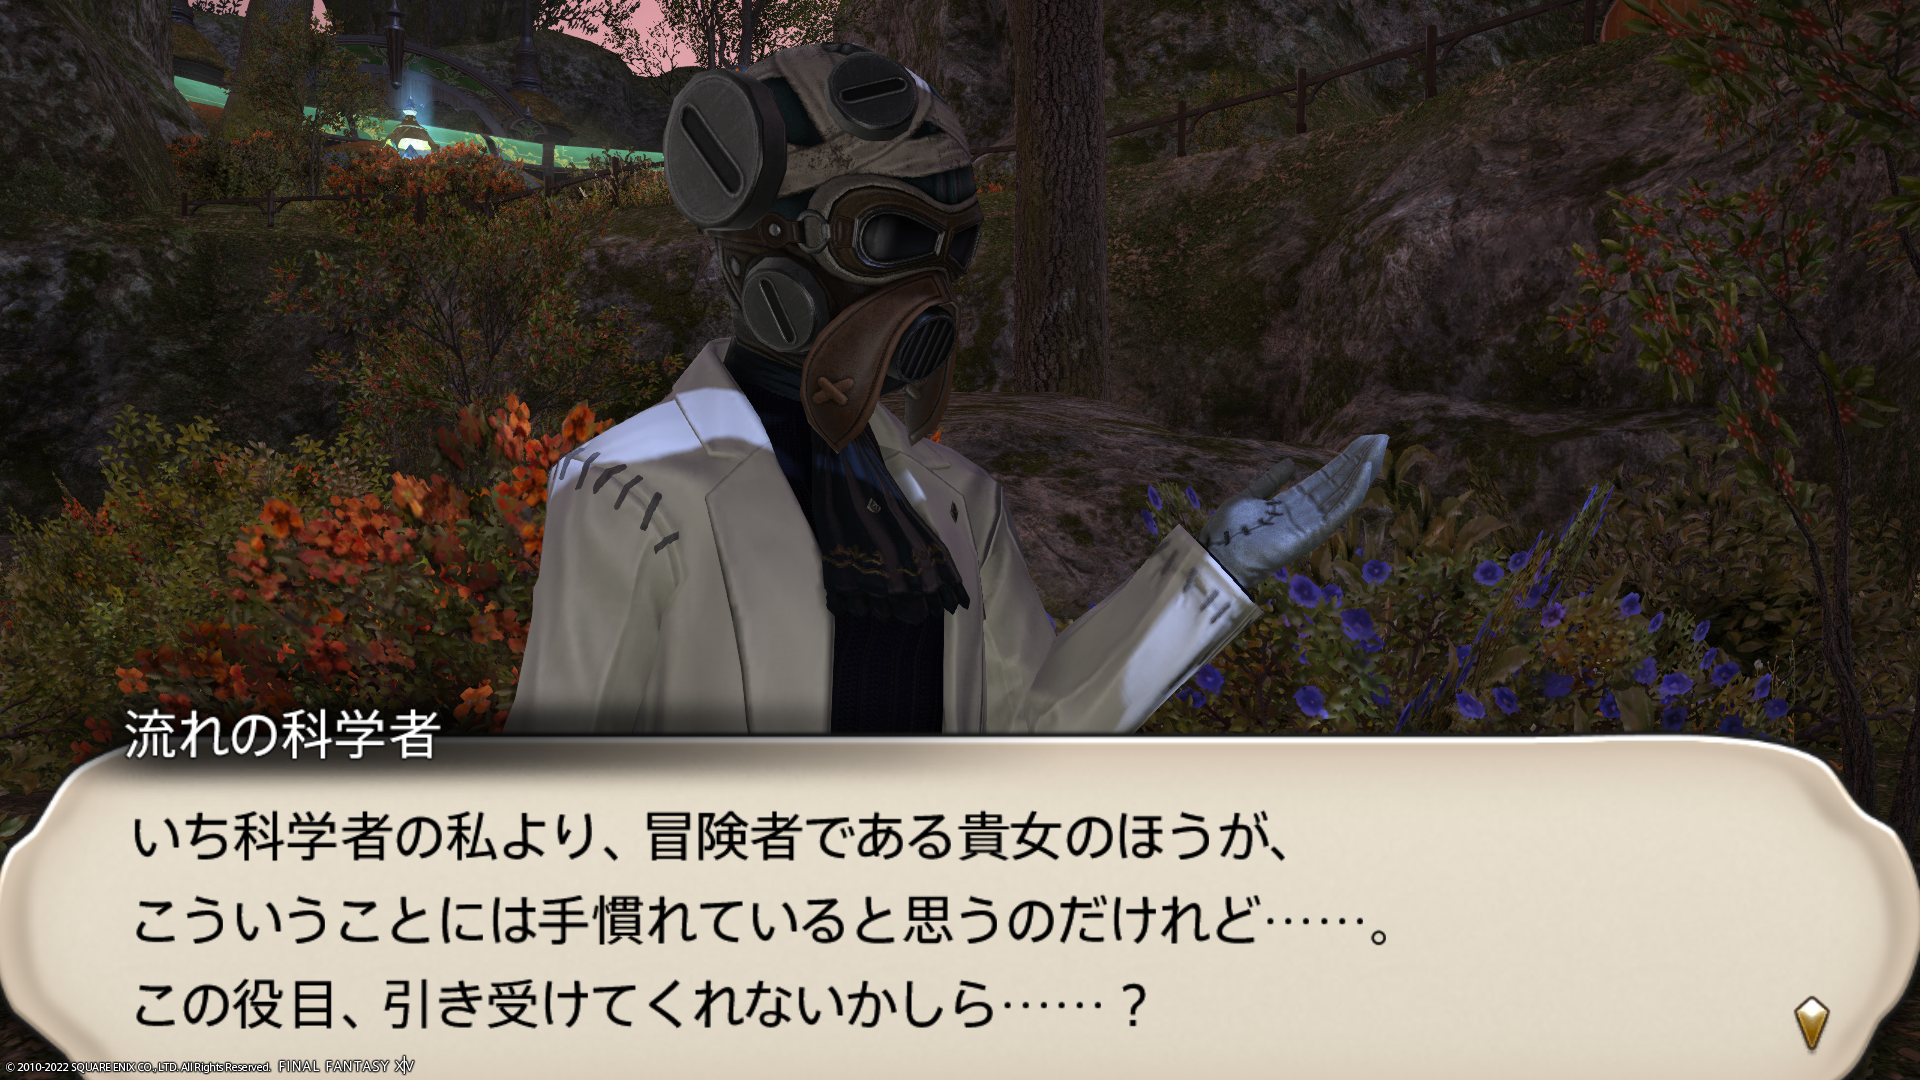 流れの科学者
いち科学者の私より、冒険者である貴女のほうが、
こういうことには手慣れていると思うのだけれど……。
この役目、引き受けてくれないかしら……？
© 2010-2022 SQUARE ENIX CO., LTD. All Rights Reserved. FINAL FANTASY XIV